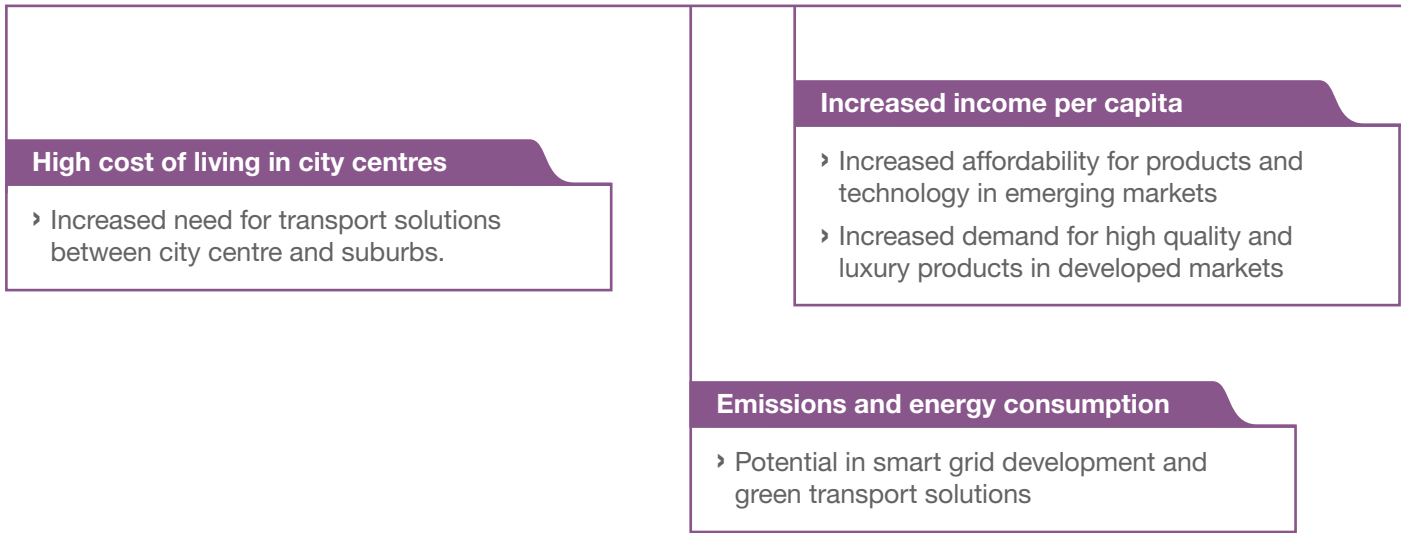 High cost of living in city centres
› Increased need for transport solutions
between city centre and suburbs.
Increased income per capita
› Increased affordability for products and
technology in emerging markets
› Increased demand for high quality and
luxury products in developed markets
Emissions and energy consumption
› Potential in smart grid development and
green transport solutions